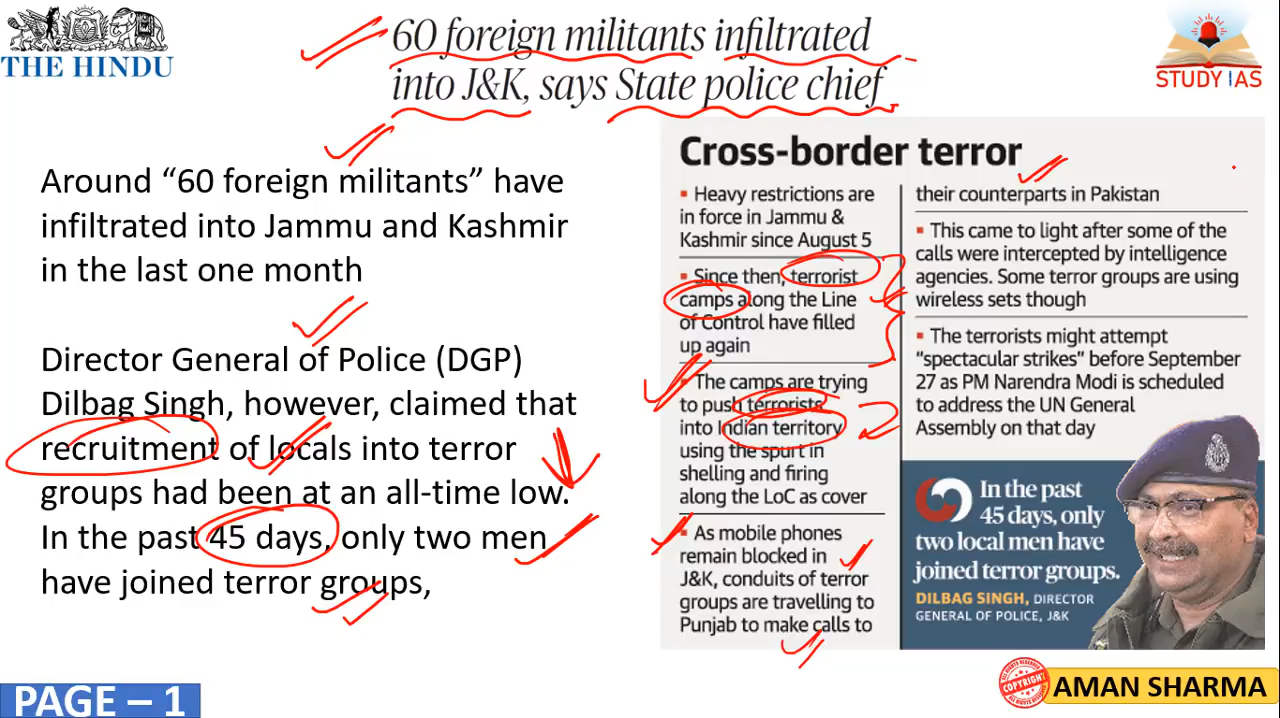 THE HINDU
60 foreign militants infiltrated
into J&K, says State police chief
STUDY IAS
Around “60 foreign militants” have
infiltrated into Jammu and Kashmir
in the last one month
Director General of Police (DGP)
Dilbag Singh, however, claimed that
recruitment of locals into terror
groups had been at an all-time low.
In the past 45 days, only two men
have joined terror groups,
Cross-border terror
Heavy restrictions are
in force in Jammu &
Kashmir since August 5
Since then, terrorist
camps along the Line
of Control have filled
up again
The camps are trying
to push terrorists
into Indian territory
using the spurt in
shelling and firing
along the LoC as cover
As mobile phones
remain blocked in
J&K, conduits of terror
groups are travelling to
Punjab to make calls to
their counterparts in Pakistan
This came to light after some of the
calls were intercepted by intelligence
agencies. Some terror groups are using
wireless sets though
The terrorists might attempt
“spectacular strikes” before September
27 as PM Narendra Modi is scheduled
to address the UN General
Assembly on that day
In the past
45 days, only
two local men have
joined terror groups.
DILBAG SINGH, DIRECTOR
GENERAL OF POLICE, J&K
PAGE – 1
COPYRIGHT
AMAN SHARMA